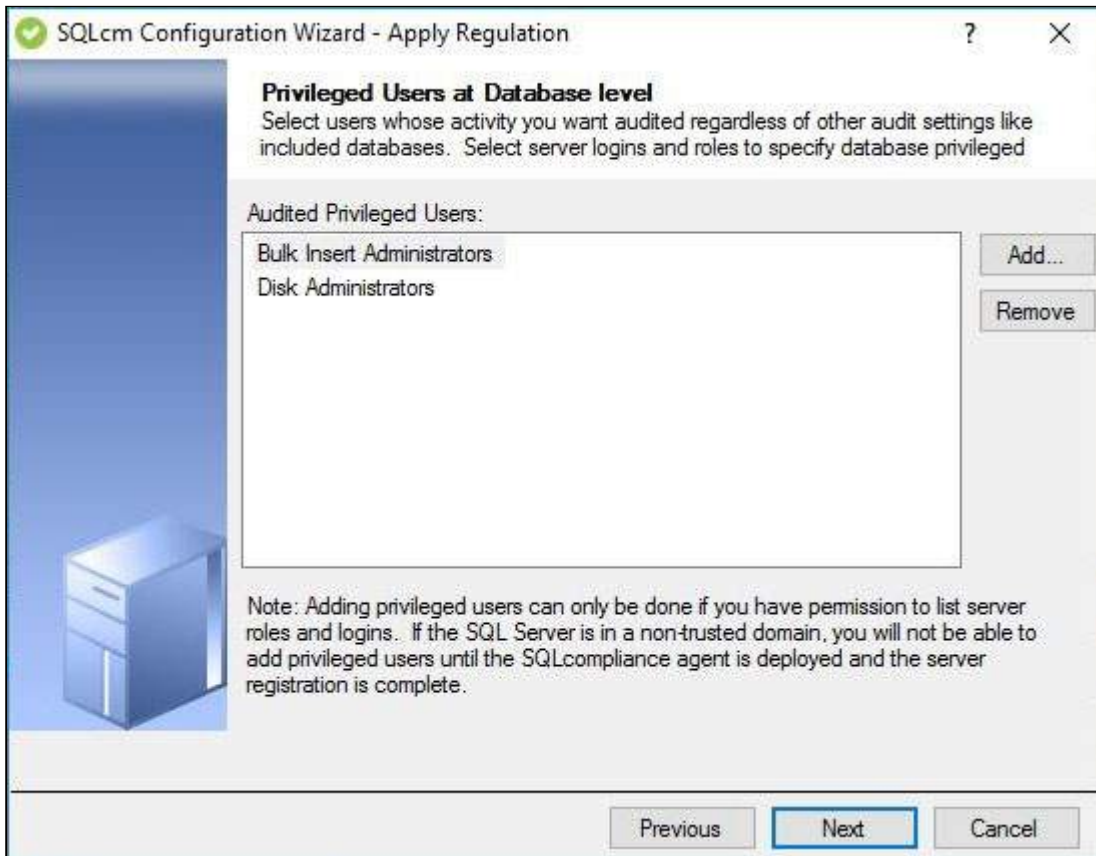 SQLcm Configuration Wizard - Apply Regulation ?
Privileged Users at Database level
Select users whose activity you want audited regardless of other audit settings like
included databases. Select server logins and roles to specify database privileged
Audited Privileged Users:
Bulk Insert Administrators
Disk Administrators
Add...
Remove
Note: Adding privileged users can only be done if you have permission to list server
roles and logins. If the SQL Server is in a non-trusted domain, you will not be able to
add privileged users until the SQLcompliance agent is deployed and the server
registration is complete.
Previous Next Cancel